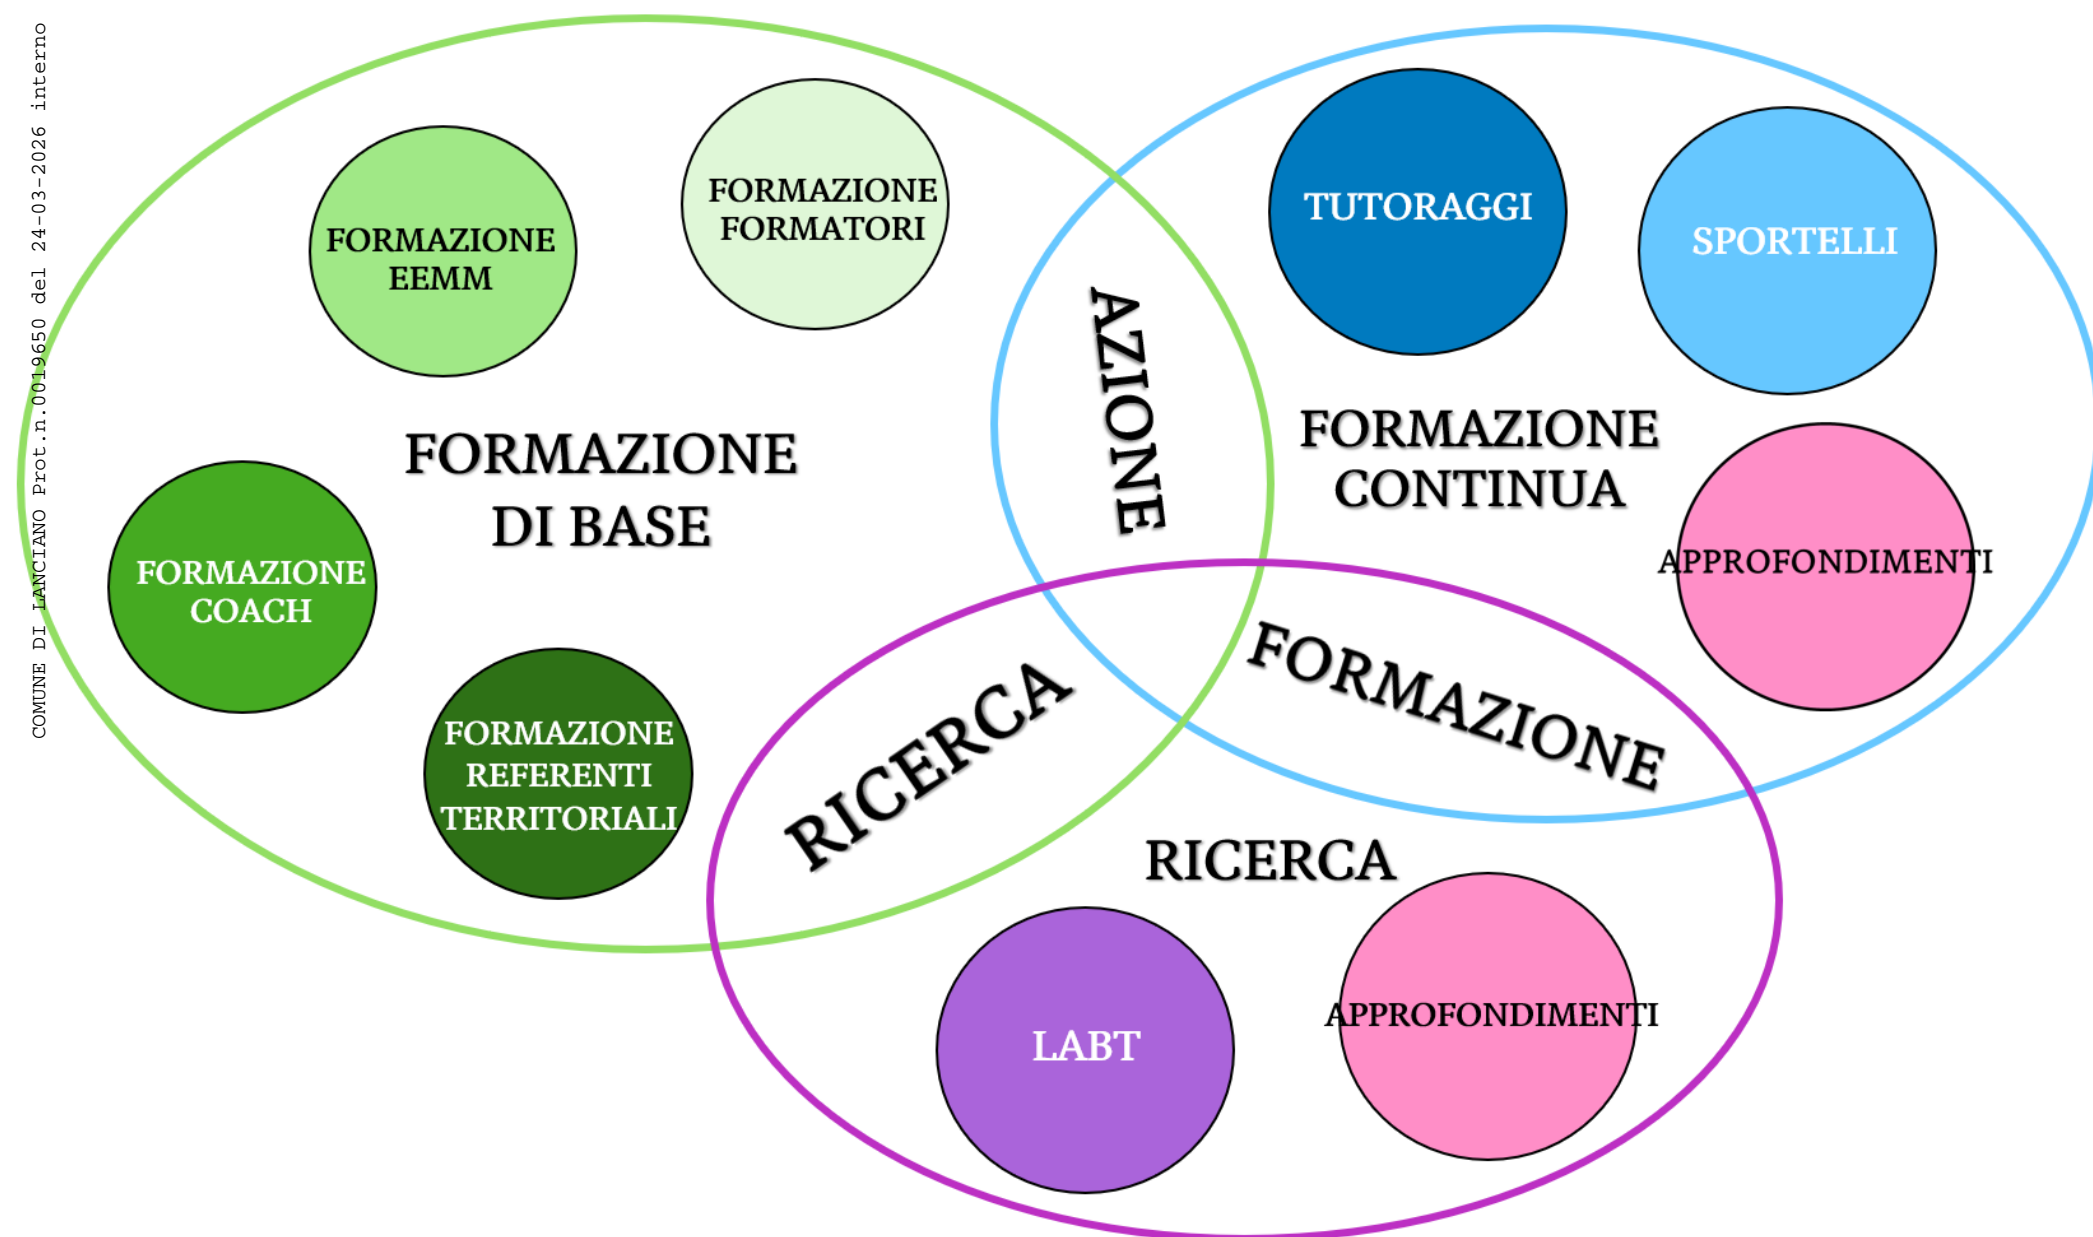 COMUNE DI LANCIANO Prot.n.0019650 del 24-03-2026 interno
FORMAZIONE
EEMM
FORMAZIONE
FORMATORI
FORMAZIONE
DI BASE
FORMAZIONE
COACH
FORMAZIONE
REFERENTI
TERRITORIALI
AZIONE
TUTORAGGI
SPORTELLI
FORMAZIONE
CONTINUA
APPROFONDIMENTI
RICERCA
FORMAZIONE
RICERCA
LABT
APPROFONDIMENTI